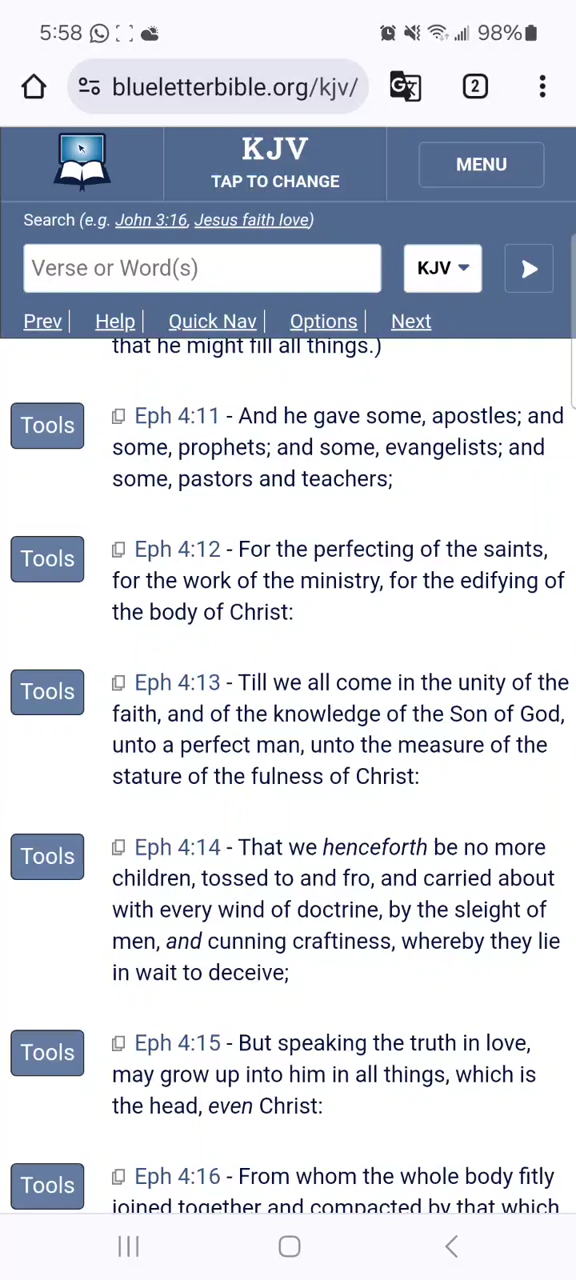 5:58
98%
blueletterbible.org/kjv/
2
KJV
TAP TO CHANGE
MENU
Search (e.g. John 3:16, Jesus faith love)
Verse or Word(s)
KJV
Prev | Help | Quick Nav | Options | Next
that he might fill all things.)
Tools
Eph 4:11 - And he gave some, apostles; and
some, prophets; and some, evangelists; and
some, pastors and teachers;
Tools
Eph 4:12 - For the perfecting of the saints,
for the work of the ministry, for the edifying of
the body of Christ:
Tools
Eph 4:13 - Till we all come in the unity of the
faith, and of the knowledge of the Son of God,
unto a perfect man, unto the measure of the
stature of the fulness of Christ:
Tools
Eph 4:14 - That we henceforth be no more
children, tossed to and fro, and carried about
with every wind of doctrine, by the sleight of
men, and cunning craftiness, whereby they lie
in wait to deceive;
Tools
Eph 4:15 - But speaking the truth in love,
may grow up into him in all things, which is
the head, even Christ:
Tools
Eph 4:16 - From whom the whole body fitly
joined together and compacted by that which